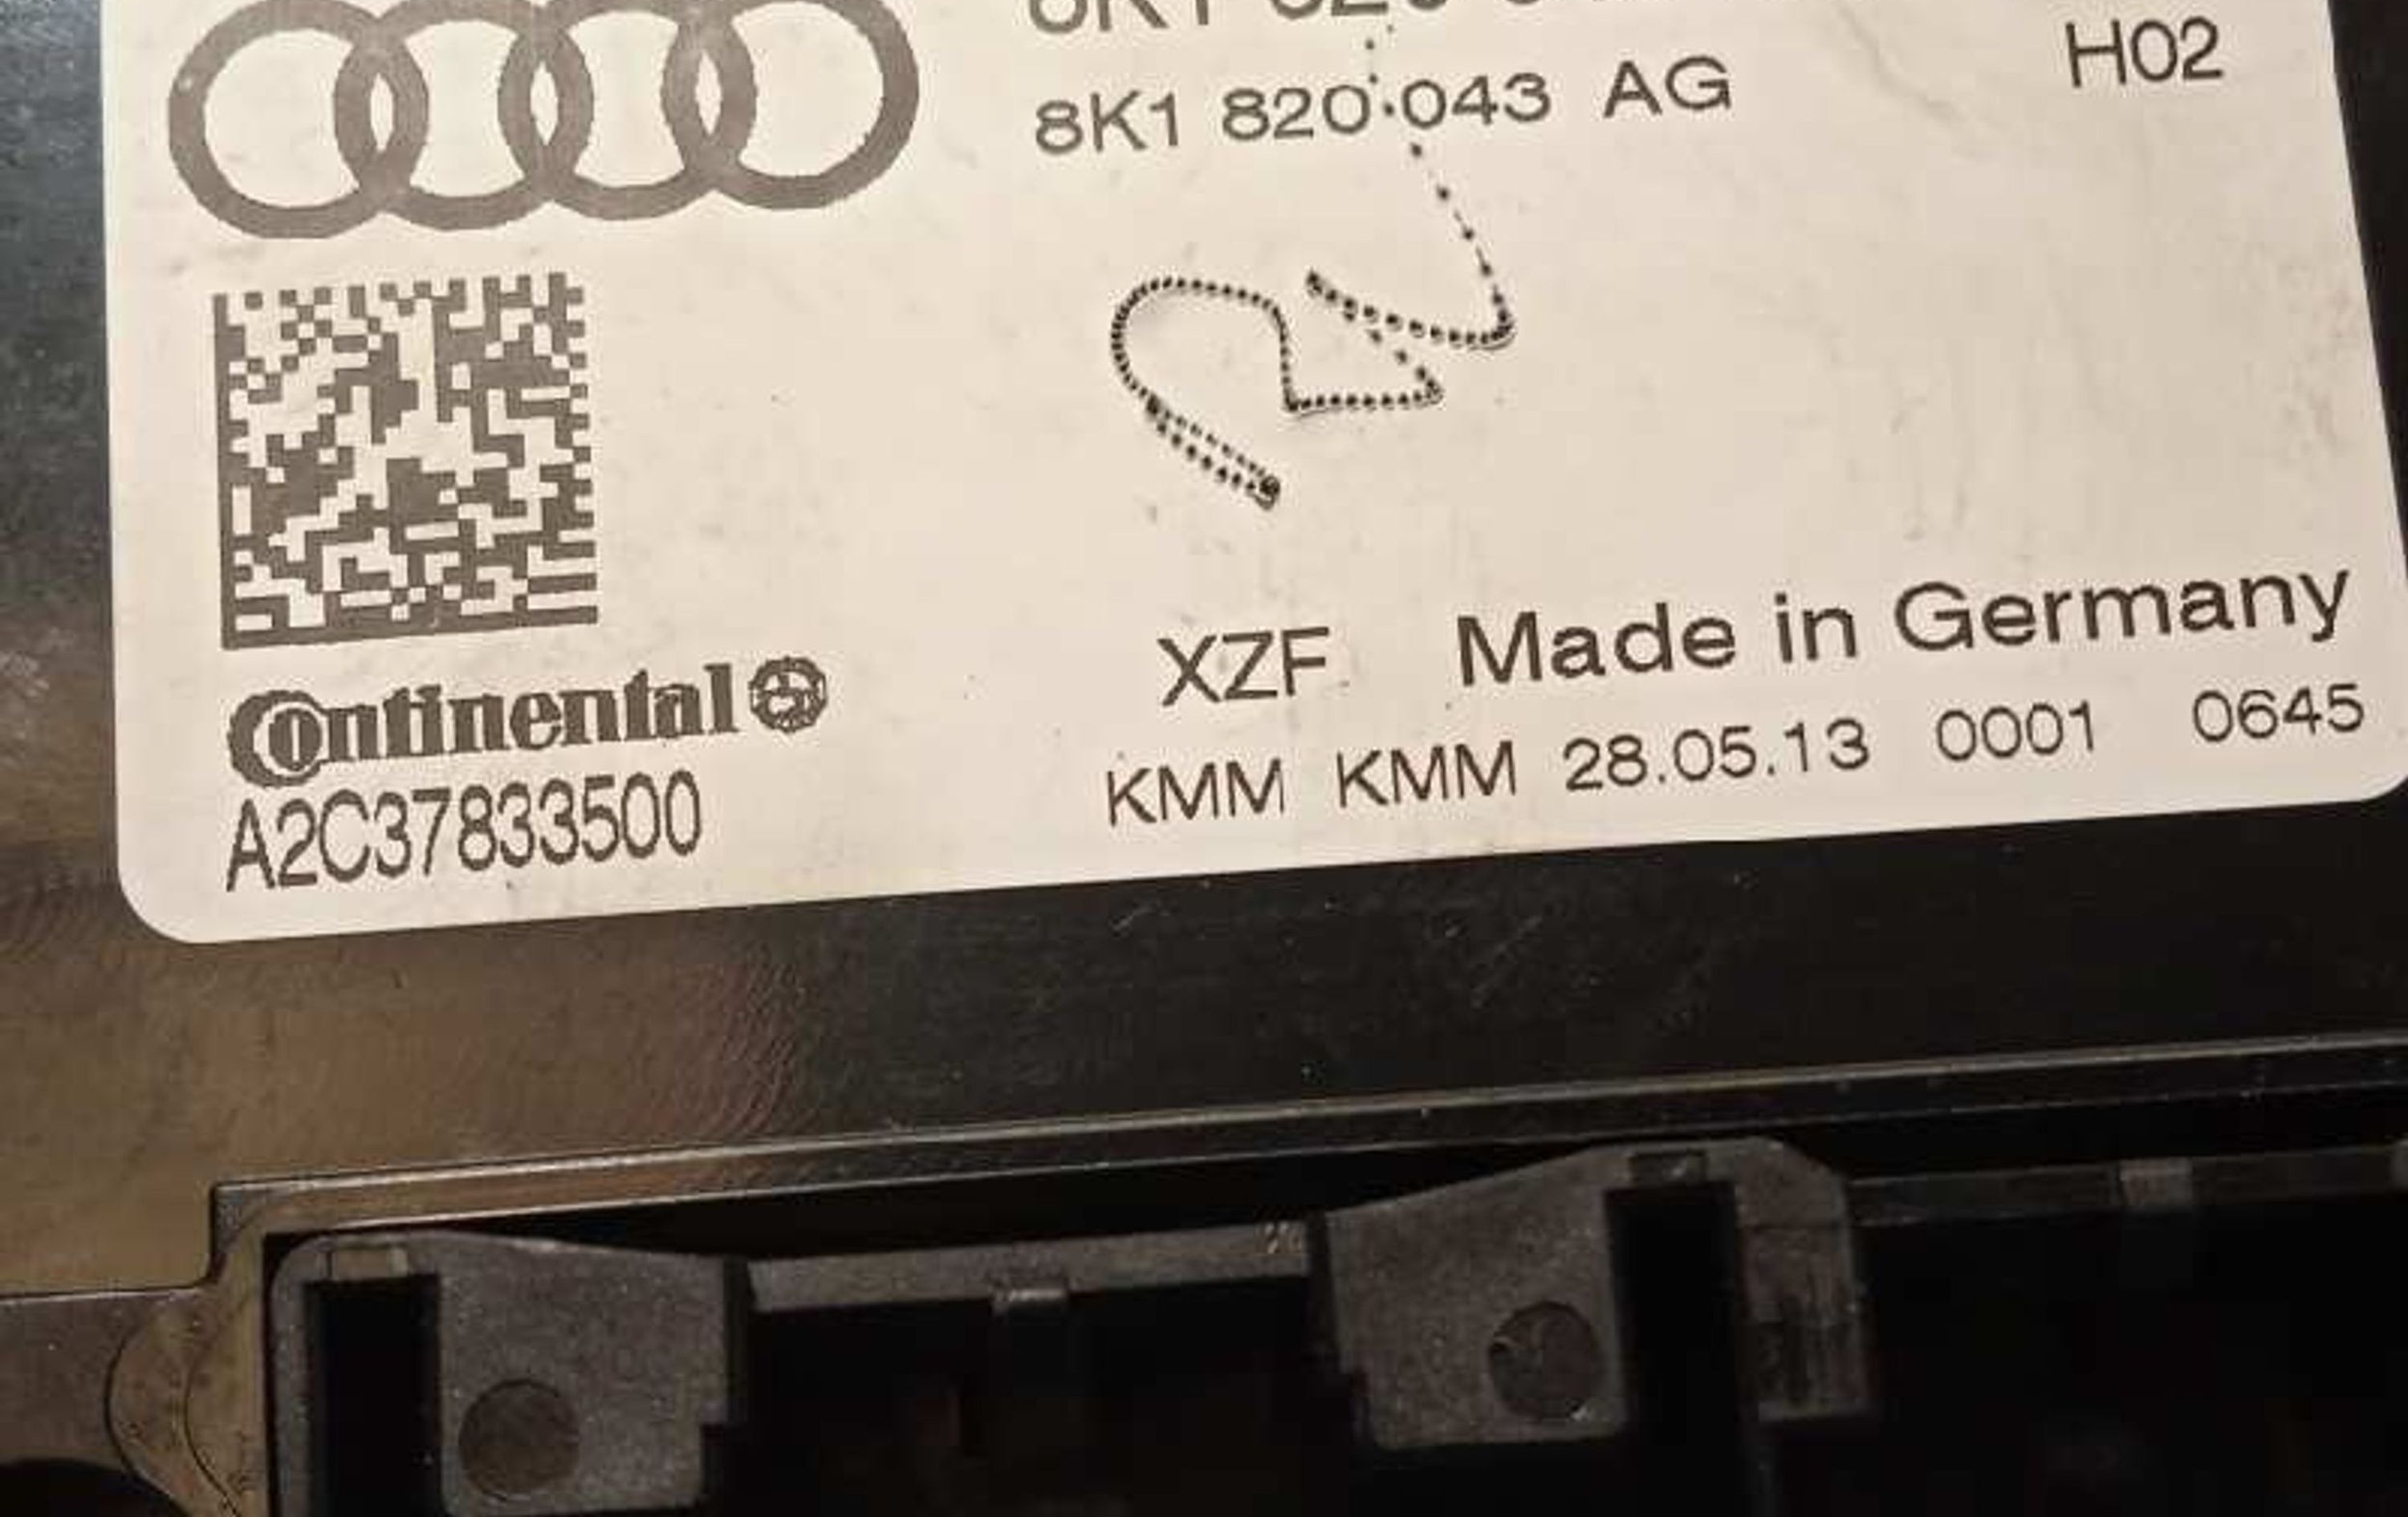 8K1 820 043 AG
H02
Continental
A2C37833500
XZF Made in Germany
KMM KMM 28.05.13 0001 0645